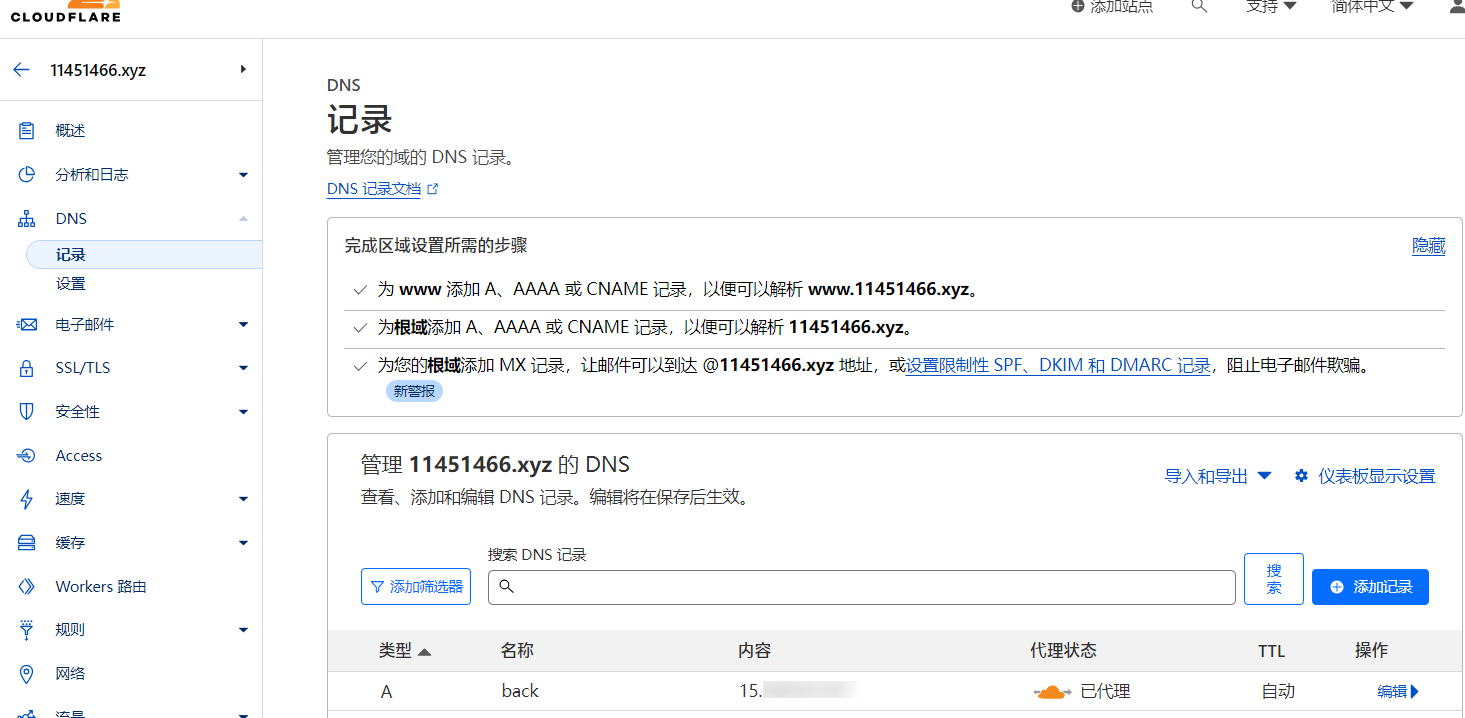 CLOUDFLARE
添加站点 支持 简体中文
11451466.xyz
概述
分析和日志
DNS
记录
设置
电子邮件
SSL/TLS
安全性
Access
速度
缓存
Workers 路由
规则
网络
流量
DNS
记录
管理您的域的 DNS 记录。
DNS 记录文档
完成区域设置所需的步骤 隐藏
为 www 添加 A、AAAA 或 CNAME 记录，以便可以解析 www.11451466.xyz。
为根域添加 A、AAAA 或 CNAME 记录，以便可以解析 11451466.xyz。
为您的根域添加 MX 记录，让邮件可以到达 @11451466.xyz 地址，或设置限制性 SPF、DKIM 和 DMARC 记录，阻止电子邮件欺骗。
新警报
管理 11451466.xyz 的 DNS
查看、添加和编辑 DNS 记录。编辑将在保存后生效。
导入和导出 仪表板显示设置
搜索 DNS 记录
添加筛选器 搜索 添加记录
类型 名称 内容 代理状态 TTL 操作
A back 15. 已代理 自动 编辑